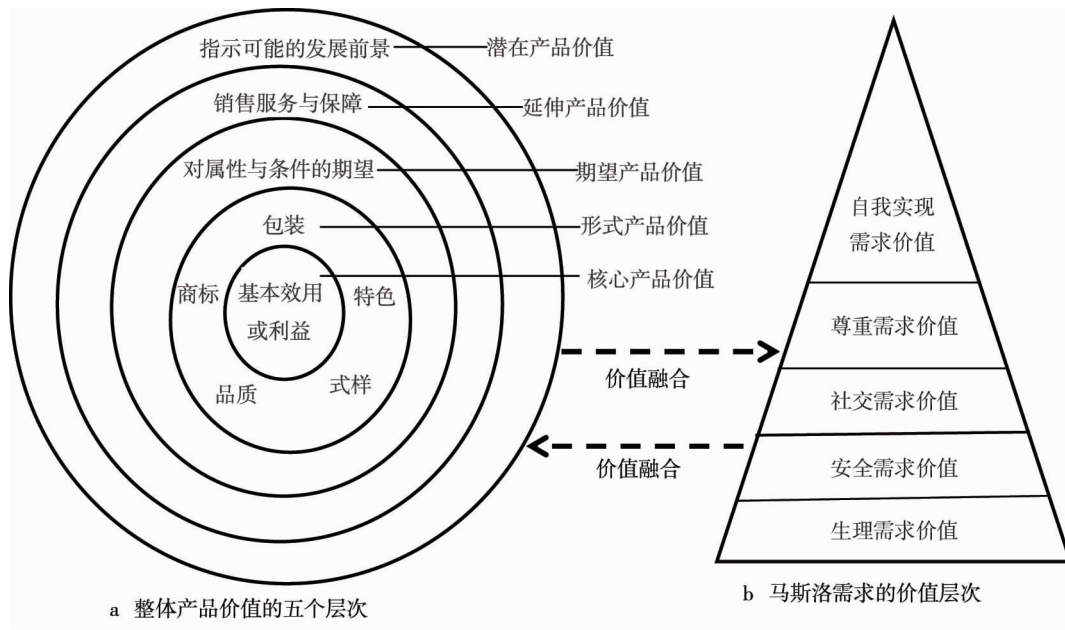 指示可能的发展前景
潜在产品价值
销售服务与保障
延伸产品价值
对属性与条件的期望
期望产品价值
包装
形式产品价值
核心产品价值
商标
基本效用
或利益
特色
品质
式样
价值融合
价值融合
自我实现
需求价值
尊重需求价值
社交需求价值
安全需求价值
生理需求价值
a 整体产品价值的五个层次
b 马斯洛需求的价值层次